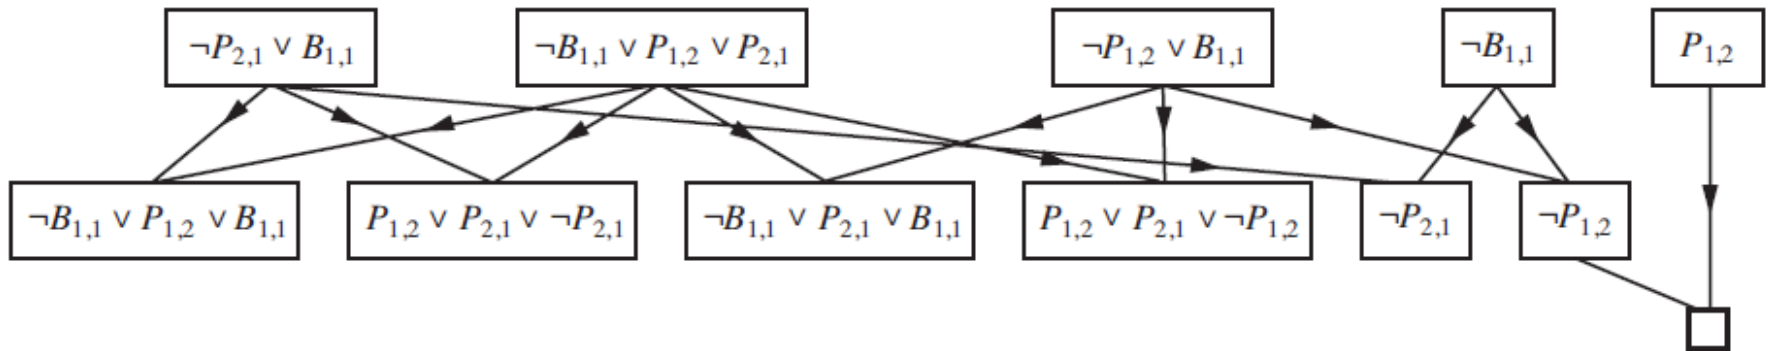 ¬P2,1 ∨ B1,1
¬B1,1 ∨ P1,2 ∨ P2,1
¬P1,2 ∨ B1,1
¬B1,1
P1,2
¬B1,1 ∨ P1,2 ∨ B1,1
P1,2 ∨ P2,1 ∨ ¬P2,1
¬B1,1 ∨ P2,1 ∨ B1,1
P1,2 ∨ P2,1 ∨ ¬P1,2
¬P2,1
¬P1,2